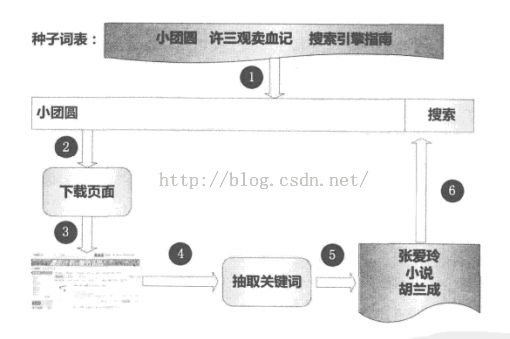 种子词表：
小团圆 许三观卖血记 搜索引擎指南
1
小团圆
搜索
2
下载页面
http://blog.csdn.net/
6
3
4
抽取关键词
5
张爱玲
小说
胡兰成